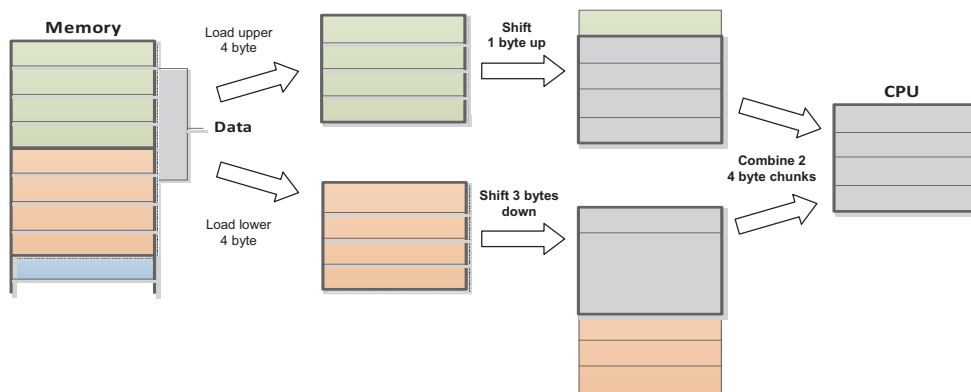 Memory
Load upper
4 byte
Shift
1 byte up
CPU
Data
Combine 2
4 byte chunks
Load lower
4 byte
Shift 3 bytes
down